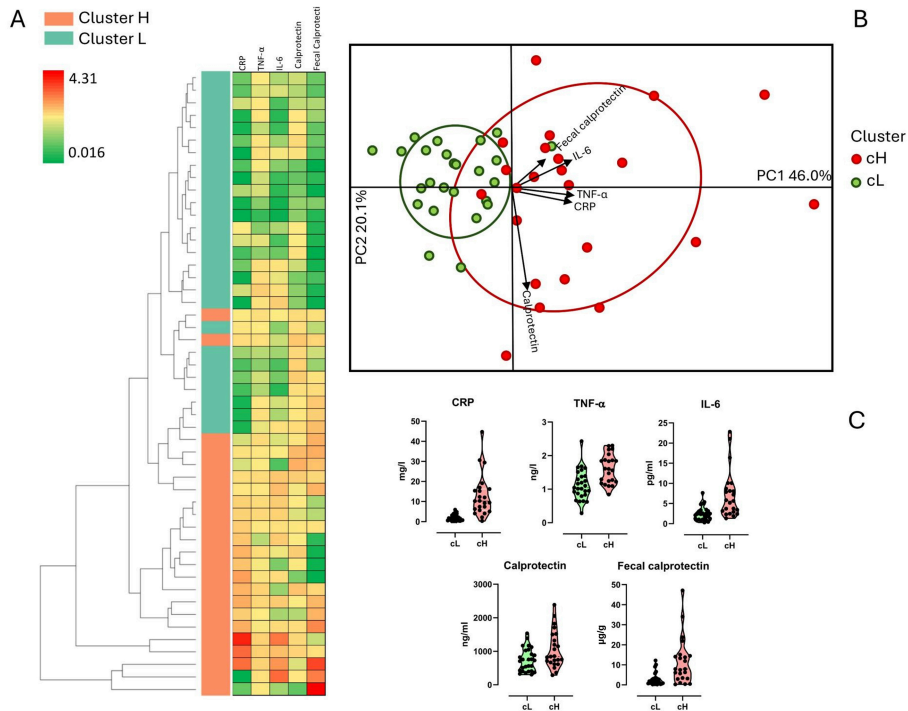 A
Cluster H
Cluster L
4.31
0.016
CRP
TNF-α
IL-6
Calprotectin
Fecal Calprotecti
B
Fecal calprotectin
IL-6
PC1 46.0%
TNF-α
CRP
PC2 20.1%
Calprotectin
Cluster
cH
cL
C
CRP
50
40
30
20
10
0
mg/l
cL cH
TNF-α
3
2
1
0
ng/l
cL cH
IL-6
25
20
15
10
5
0
pg/ml
cL cH
Calprotectin
3000
2000
1000
0
ng/ml
cL cH
Fecal calprotectin
50
40
30
20
10
0
µg/g
cL cH